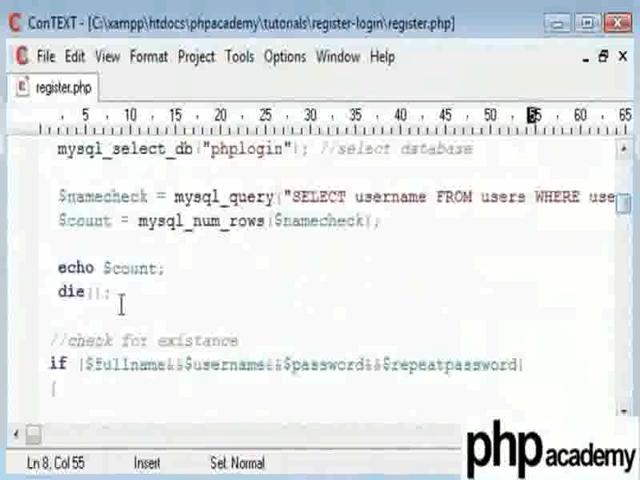 ConTEXT - [C:\xampp\htdocs\phpacademy\tutorials\register-login\register.php]
File Edit View Format Project Tools Options Window Help
register.php
5 10 15 20 25 30 35 40 45 50 55 60 65
mysql_select_db("phplogin"); //select database
$namecheck = mysql_query("SELECT username FROM users WHERE use
$count = mysql_num_rows($namecheck);
echo $count;
die();
//check for existance
if ($fullname&&$username&&$password&&$repeatpassword)
{
Ln 8, Col 55 Insert Sel: Normal
php academy